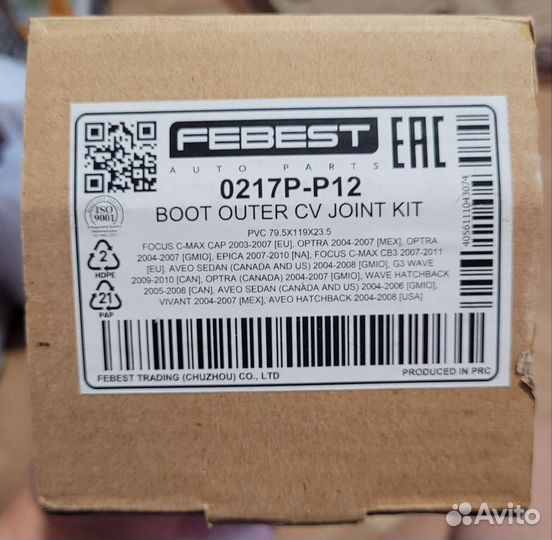 FEBEST
AUTO PARTS
EAC
0217P-P12
BOOT OUTER CV JOINT KIT
ISO
9001
PVC 79.5X119X23.5
FOCUS C-MAX CAP 2003-2007 [EU], OPTRA 2004-2007 [MEX], OPTRA
2004-2007 [GMIO], EPICA 2007-2010 [NA], FOCUS C-MAX CB3 2007-2011
[EU], AVEO SEDAN (CANADA AND US) 2004-2008 [GMIO], G3 WAVE
2009-2010 [CAN], OPTRA (CANADA) 2004-2007 [GMIO], WAVE HATCHBACK
2005-2008 [CAN], AVEO SEDAN (CANADA AND US) 2004-2006 [GMIO],
VIVANT 2004-2007 [MEX], AVEO HATCHBACK 2004-2008 [USA]
2
HDPE
21
PAP
4056111043074
FEBEST TRADING (CHUZHOU) CO., LTD
PRODUCED IN PRC
Avito